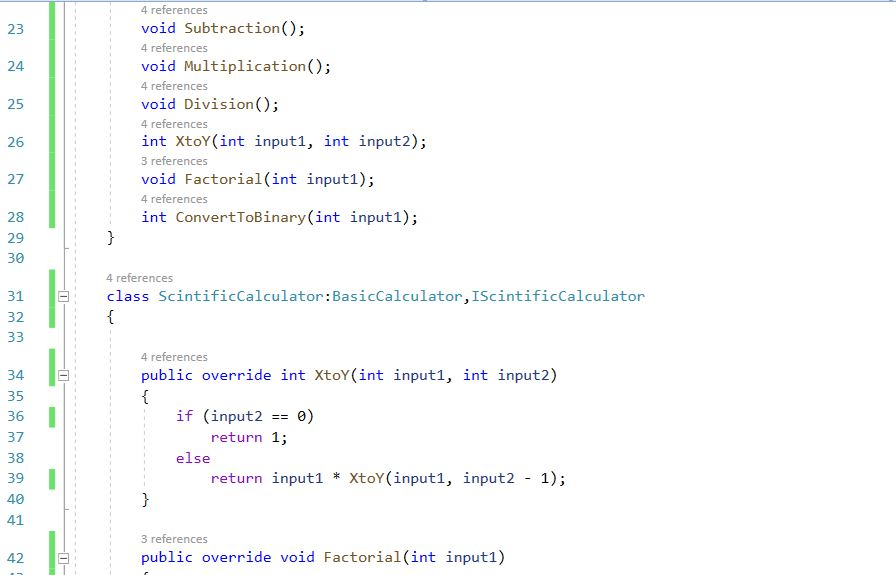 4 references
23 void Subtraction();
4 references
24 void Multiplication();
4 references
25 void Division();
4 references
26 int XtoY(int input1, int input2);
3 references
27 void Factorial(int input1);
4 references
28 int ConvertToBinary(int input1);
29 }
30
4 references
31 class ScintificCalculator:BasicCalculator,IScintificCalculator
32 {
33
4 references
34 public override int XtoY(int input1, int input2)
35 {
36 if (input2 == 0)
37 return 1;
38 else
39 return input1 * XtoY(input1, input2 - 1);
40 }
41
3 references
42 public override void Factorial(int input1)